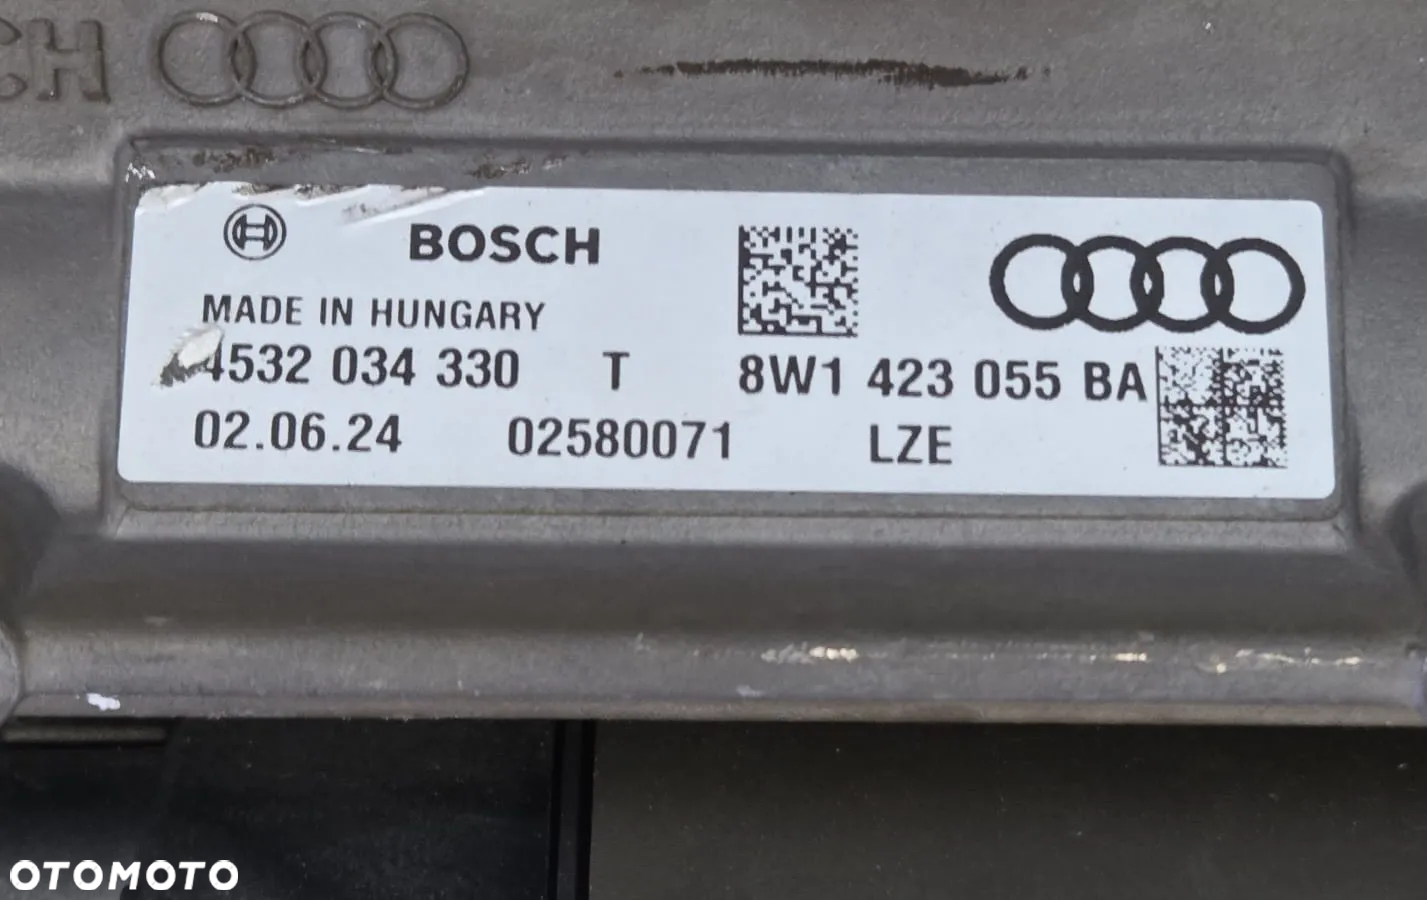 CH
BOSCH
MADE IN HUNGARY
4532 034 330 T 8W1 423 055 BA
02.06.24 02580071 LZE
OTOMOTO